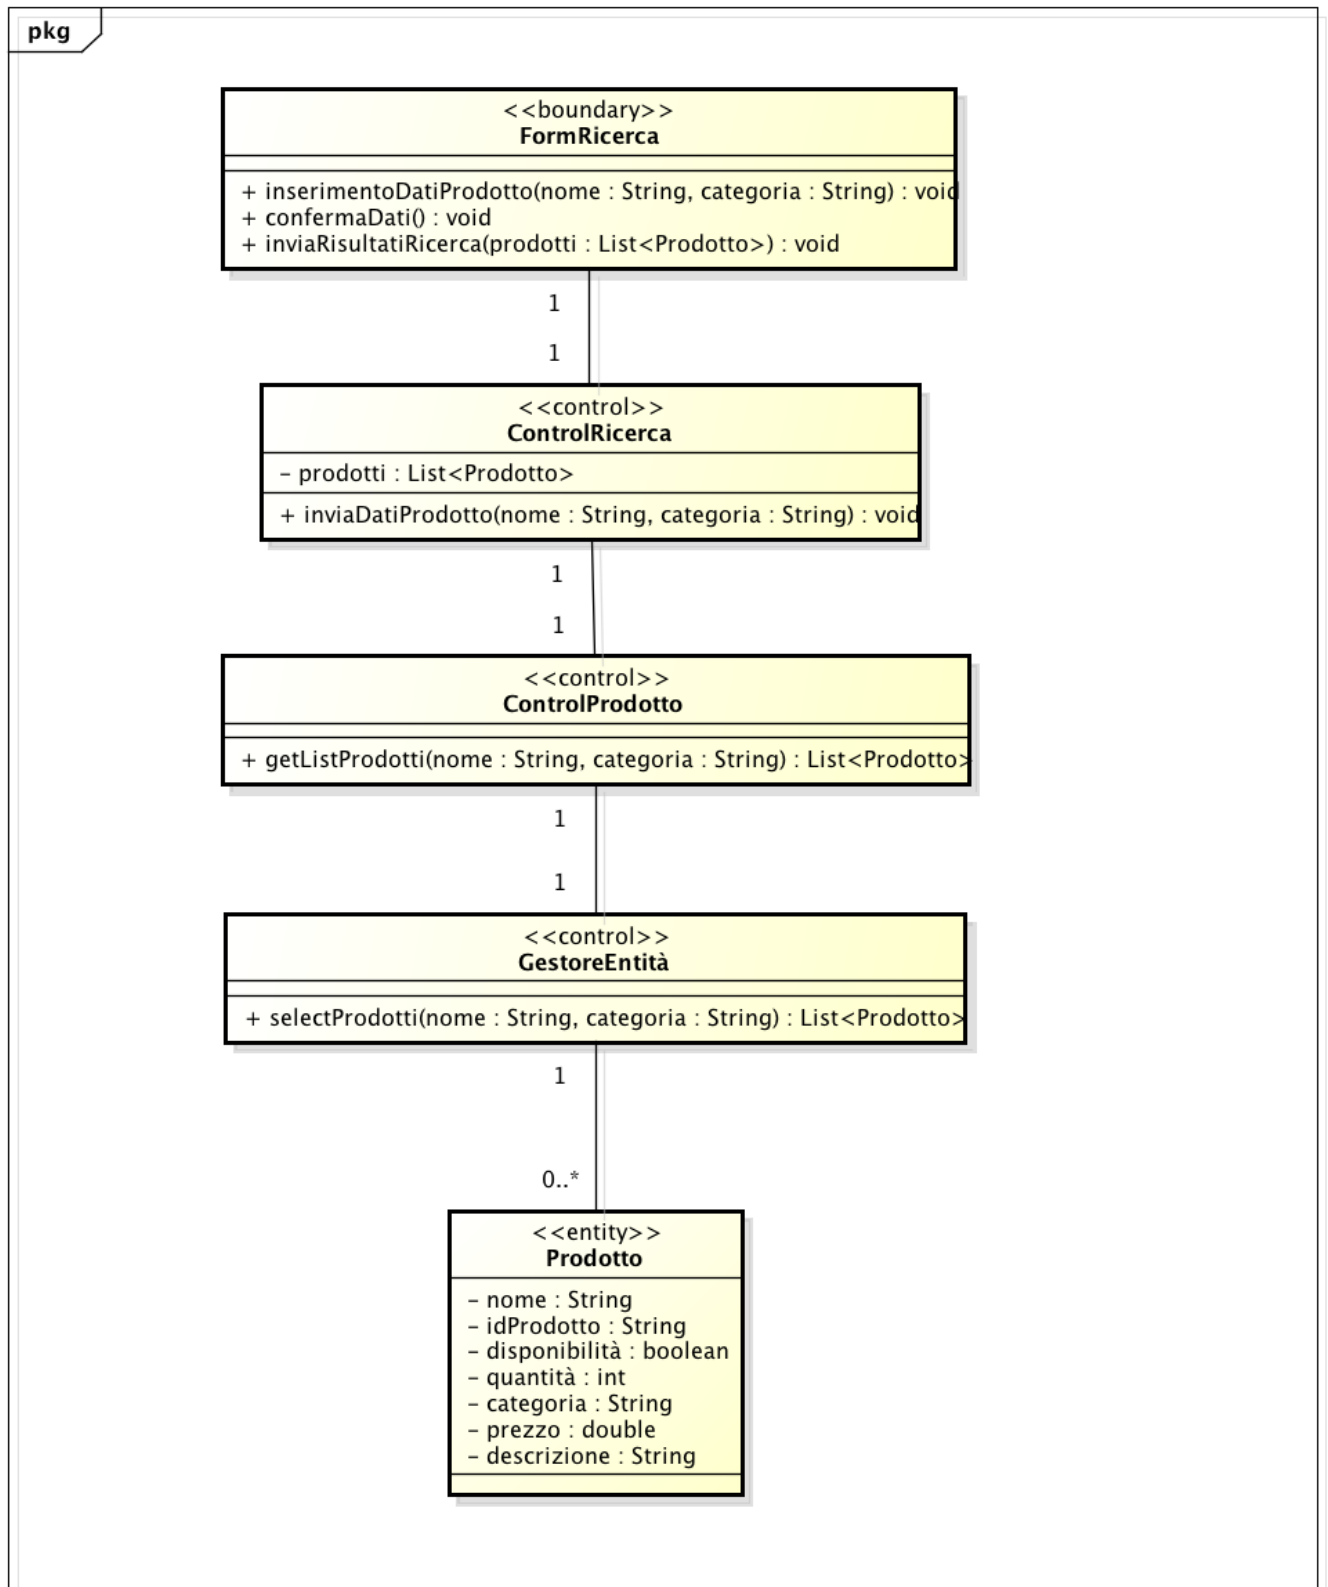 pkg
<<boundary>>
FormRicerca
+ inserimentoDatiProdotto(nome : String, categoria : String) : void
+ confermaDati() : void
+ inviaRisultatiRicerca(prodotti : List<Prodotto>) : void
1
1
<<control>>
ControlRicerca
- prodotti : List<Prodotto>
+ inviaDatiProdotto(nome : String, categoria : String) : void
1
1
<<control>>
ControlProdotto
+ getListProdotti(nome : String, categoria : String) : List<Prodotto>
1
1
<<control>>
GestoreEntità
+ selectProdotti(nome : String, categoria : String) : List<Prodotto>
1
0..*
<<entity>>
Prodotto
- nome : String
- idProdotto : String
- disponibilità : boolean
- quantità : int
- categoria : String
- prezzo : double
- descrizione : String